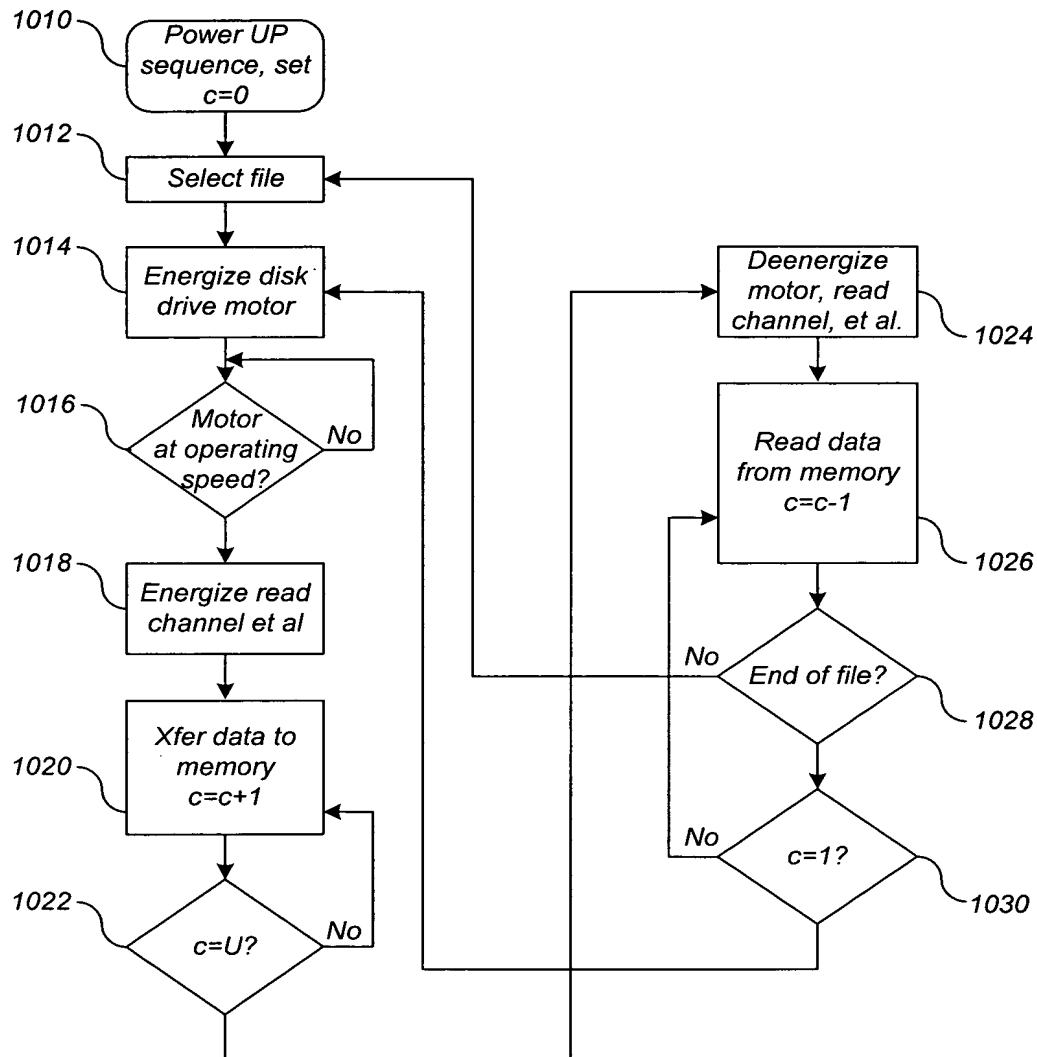 1010
Power UP
sequence, set
c=0
1012
Select file
1014
Energize disk
drive motor
1016
Motor
at operating
speed?
No
1018
Energize read
channel et al
1020
Xfer data to
memory
c=c+1
1022
c=U?
No
Deenergize
motor, read
channel, et al.
1024
Read data
from memory
c=c-1
1026
No
End of file?
1028
No
c=1?
1030